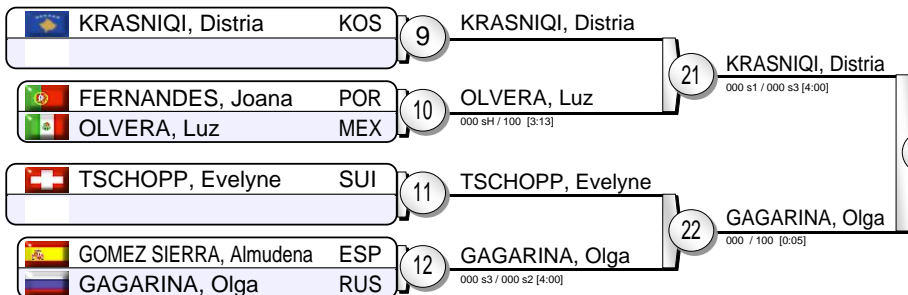 KRASNIQI, Distria KOS
9
KRASNIQI, Distria
FERNANDES, Joana POR
OLVERA, Luz MEX
10
OLVERA, Luz
000 sH / 100 [3:13]
21
KRASNIQI, Distria
000 s1 / 000 s3 [4:00]
TSCHOPP, Evelyne SUI
11
TSCHOPP, Evelyne
GOMEZ SIERRA, Almudena ESP
GAGARINA, Olga RUS
12
GAGARINA, Olga
000 s3 / 000 s2 [4:00]
22
GAGARINA, Olga
000 / 100 [0:05]